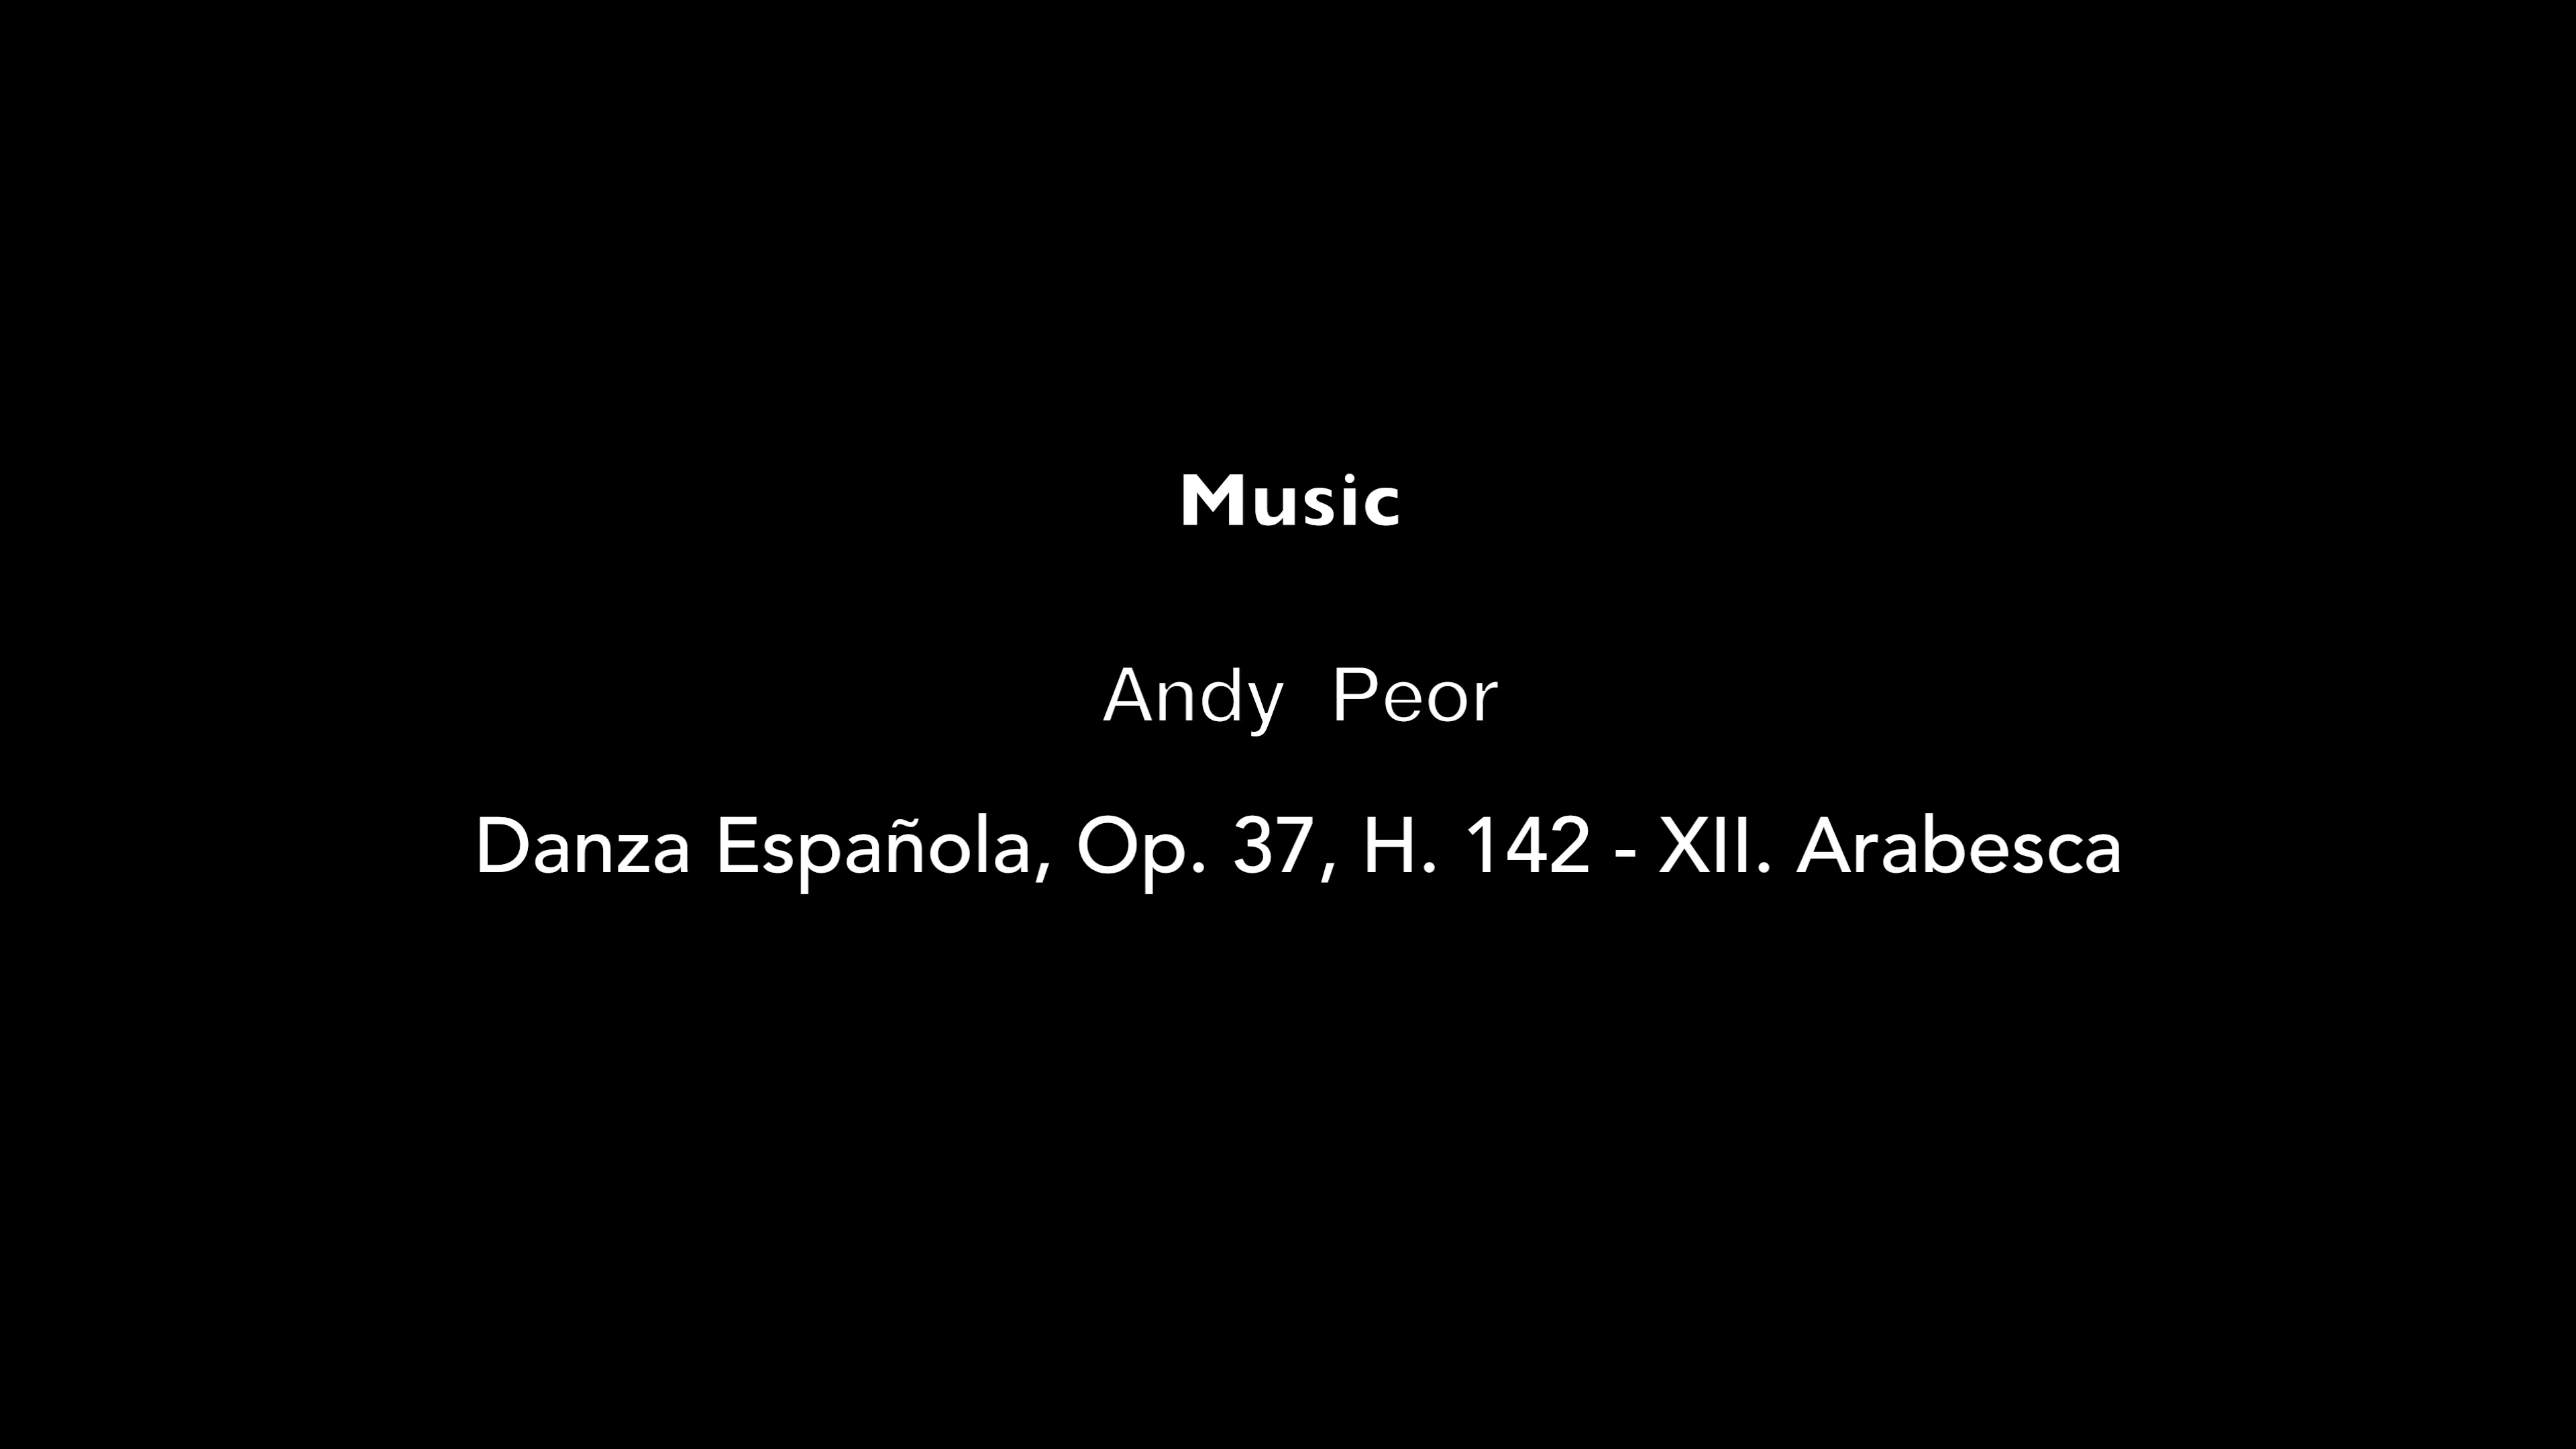 Music
Andy Peor
Danza Española, Op. 37, H. 142 - XII. Arabesca